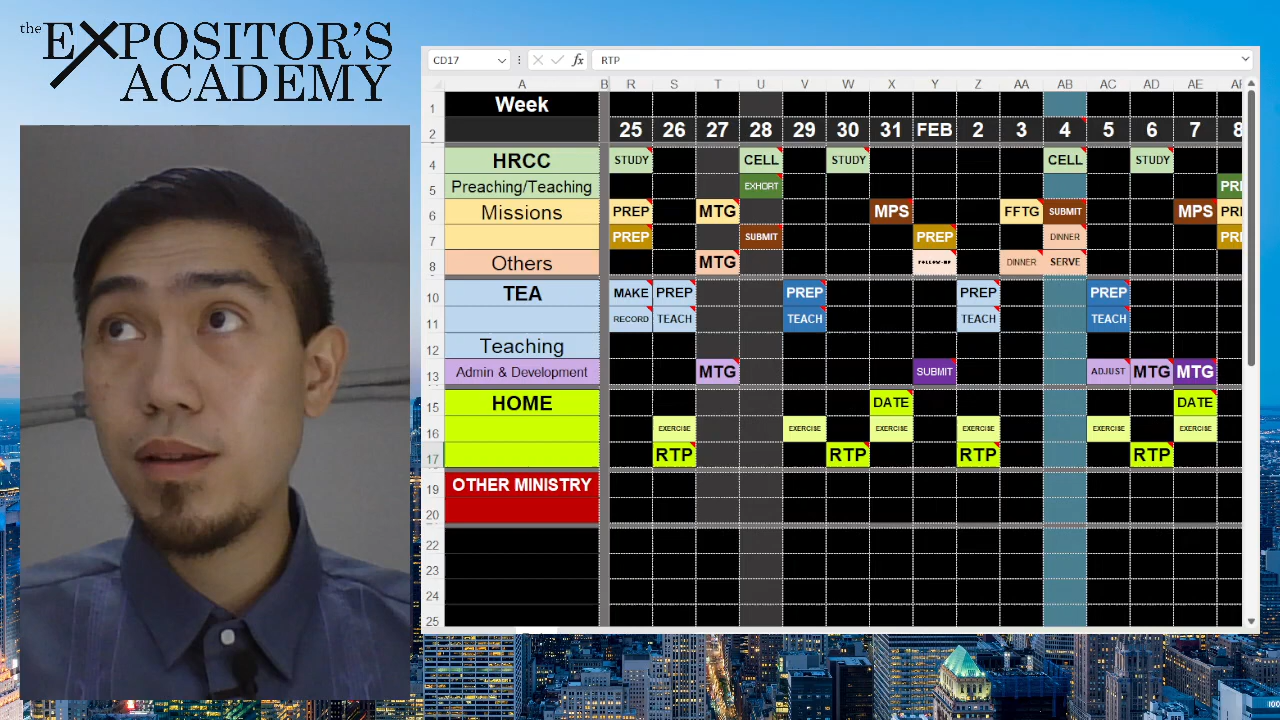 the EXPOSITOR'S
ACADEMY
CD17 fx RTP
A B R S T U V W X Y Z AA AB AC AD AE
1 Week
2 25 26 27 28 29 30 31 FEB 2 3 4 5 6 7 8
4 HRCC STUDY CELL STUDY CELL STUDY
5 Preaching/Teaching EXHORT
6 Missions PREP MTG MPS FFTG SUBMIT MPS
7 PREP SUBMIT PREP DINNER
8 Others MTG FOLLOW-UP DINNER SERVE
10 TEA MAKE PREP PREP PREP PREP
11 RECORD TEACH TEACH TEACH TEACH
12 Teaching
13 Admin & Development MTG SUBMIT ADJUST MTG MTG
15 HOME DATE DATE
16 EXERCISE EXERCISE EXERCISE EXERCISE EXERCISE EXERCISE
17 RTP RTP RTP RTP
19 OTHER MINISTRY
20
22
23
24
25